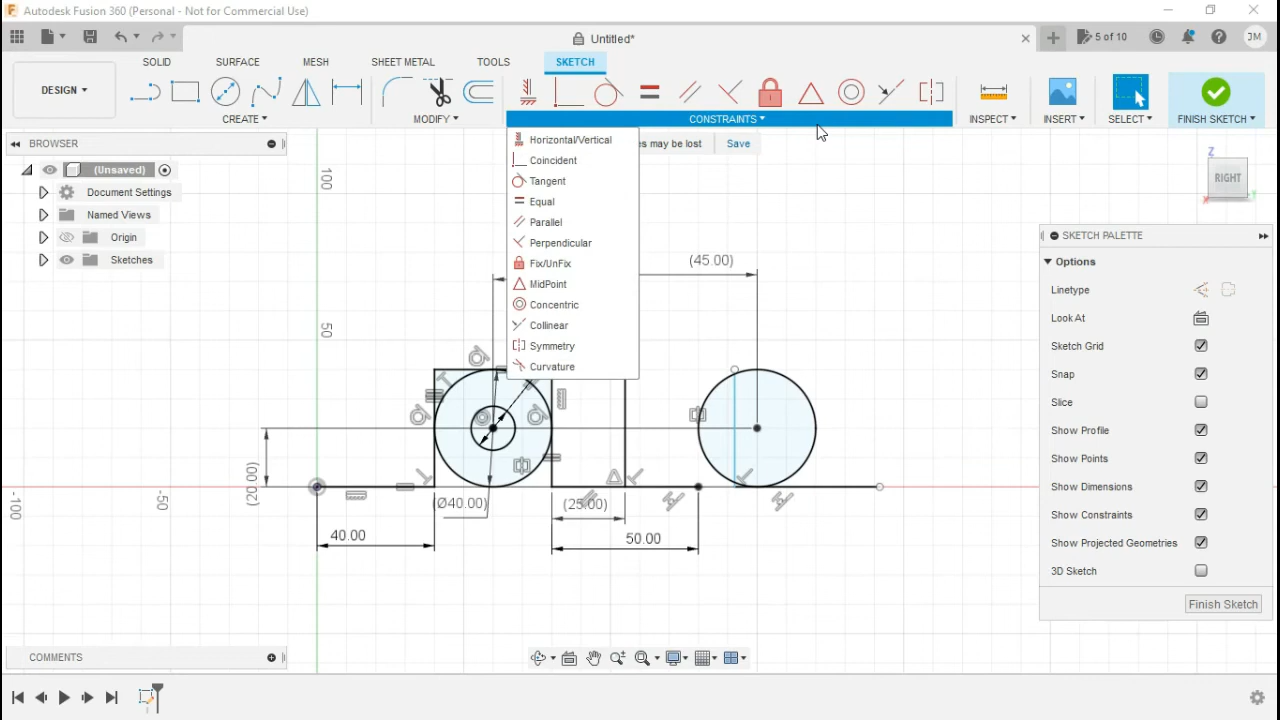 Autodesk Fusion 360 (Personal - Not for Commercial Use)
Untitled*
5 of 10
JM
DESIGN
SOLID
SURFACE
MESH
SHEET METAL
TOOLS
SKETCH
CREATE
MODIFY
CONSTRAINTS
INSPECT
INSERT
SELECT
FINISH SKETCH
BROWSER
(Unsaved)
Document Settings
Named Views
Origin
Sketches
Horizontal/Vertical
Coincident
Tangent
Equal
Parallel
Perpendicular
Fix/UnFix
MidPoint
Concentric
Collinear
Symmetry
Curvature
es may be lost
Save
Z
RIGHT
X
Y
SKETCH PALETTE
Options
Linetype
Look At
Sketch Grid
Snap
Slice
Show Profile
Show Points
Show Dimensions
Show Constraints
Show Projected Geometries
3D Sketch
Finish Sketch
100
50
-100
-50
(45.00)
(20.00)
(Ø40.00)
(25.00)
40.00
50.00
COMMENTS